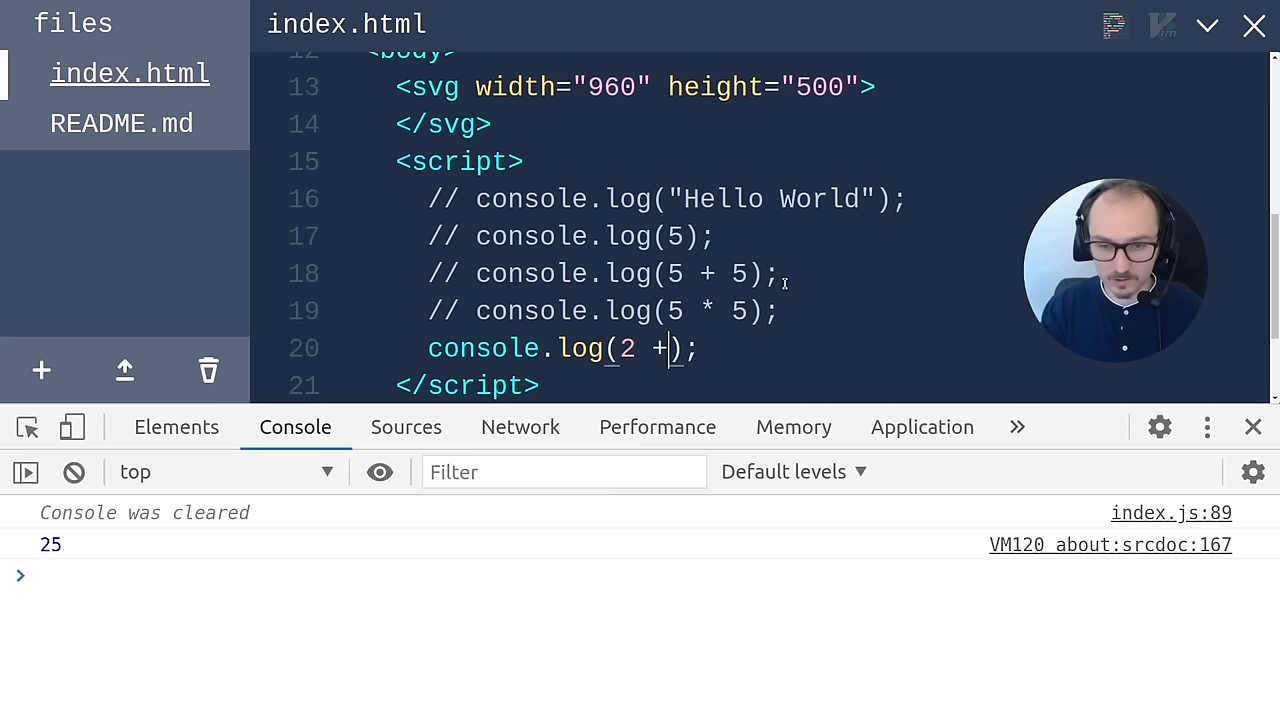 files
index.html
index.html
README.md
12 <body>
13 <svg width="960" height="500">
14 </svg>
15 <script>
16 // console.log("Hello World");
17 // console.log(5);
18 // console.log(5 + 5);
19 // console.log(5 * 5);
20 console.log(2 +);
21 </script>
Elements Console Sources Network Performance Memory Application
top Filter Default levels
Console was cleared index.js:89
25 VM120 about:srcdoc:167